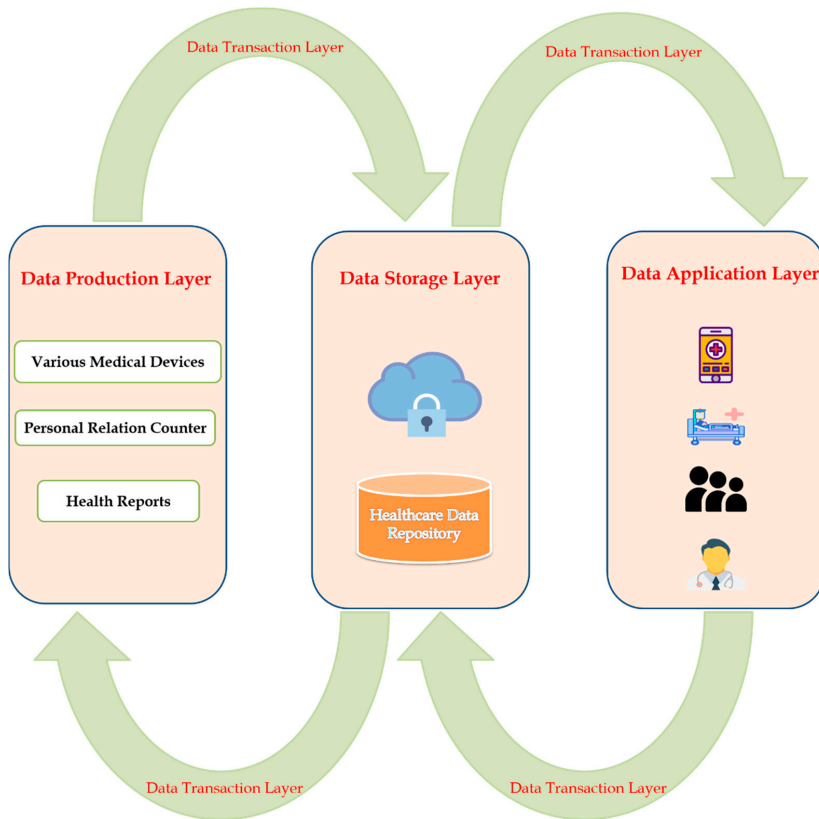 Data Transaction Layer
Data Transaction Layer
Data Production Layer
Various Medical Devices
Personal Relation Counter
Health Reports
Data Storage Layer
Healthcare Data
Repository
Data Application Layer
Data Transaction Layer
Data Transaction Layer